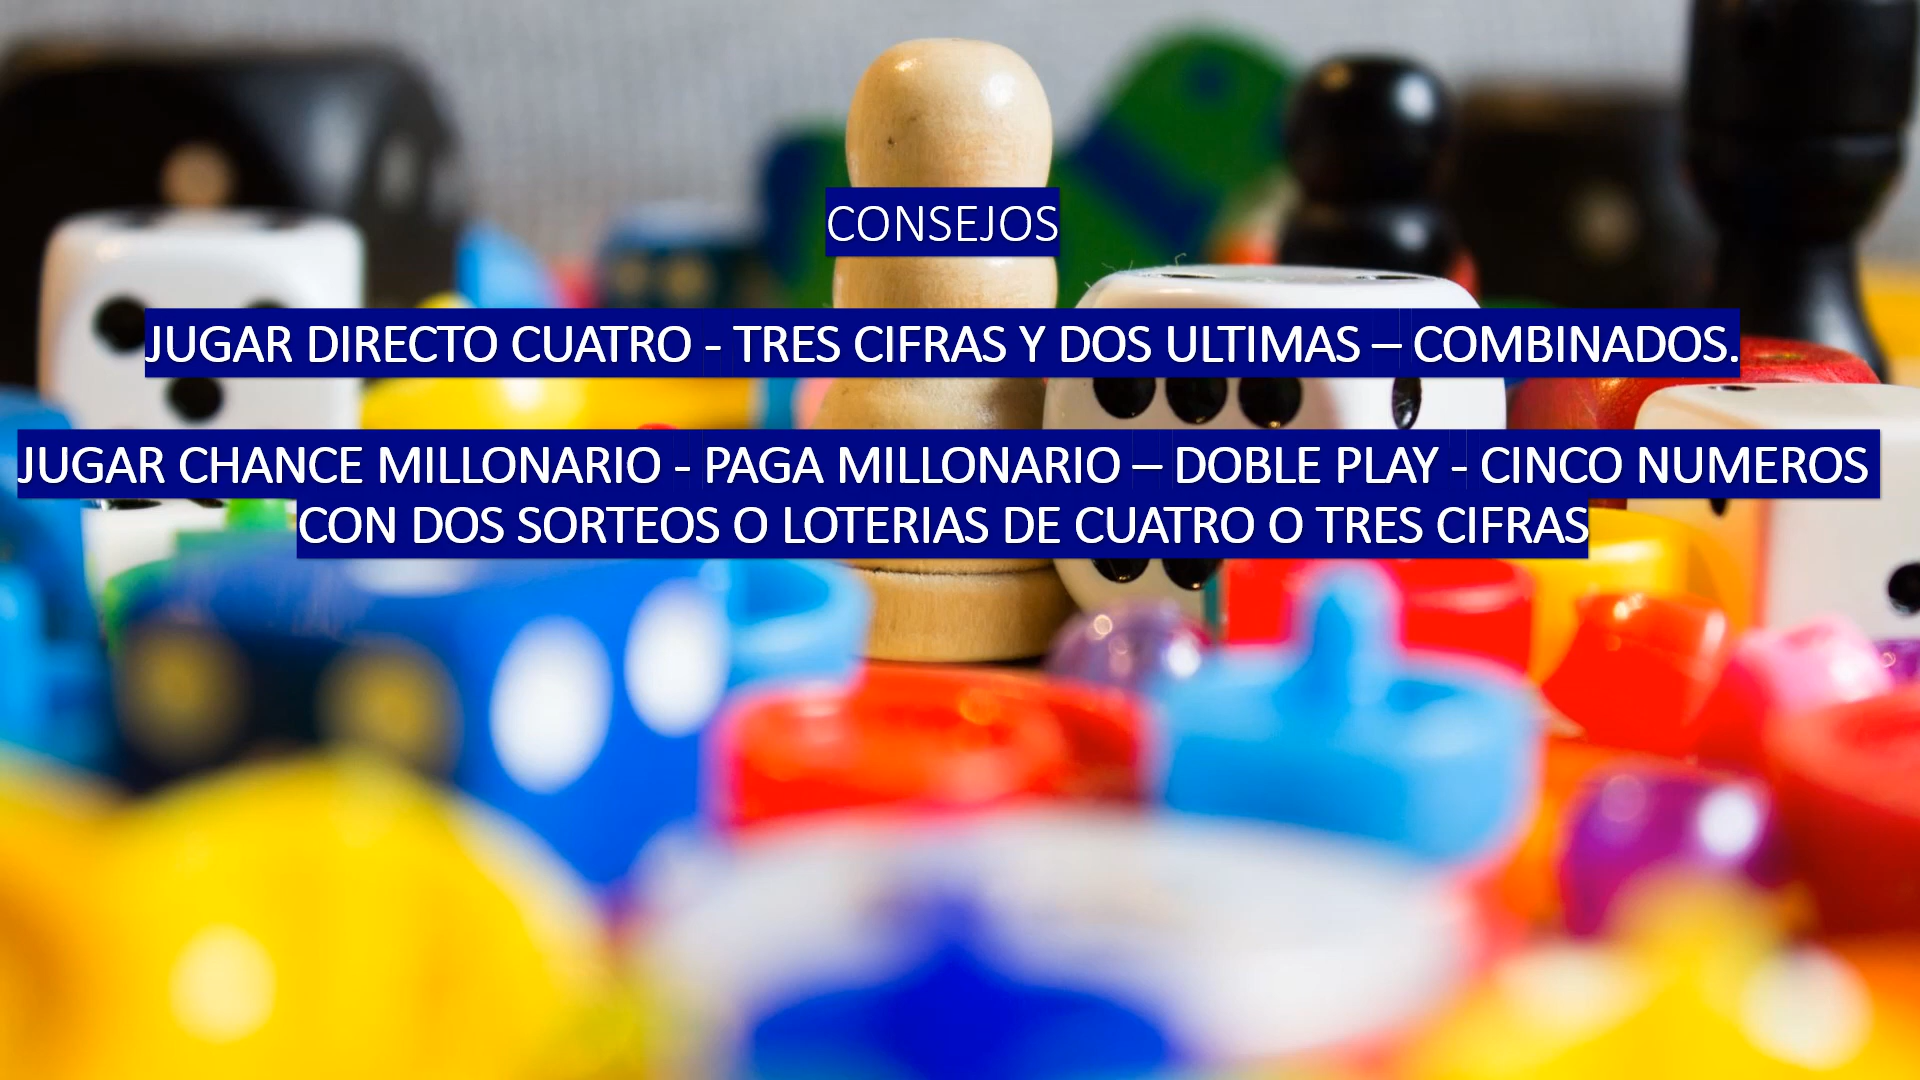 CONSEJOS
JUGAR DIRECTO CUATRO - TRES CIFRAS Y DOS ULTIMAS – COMBINADOS.
JUGAR CHANCE MILLONARIO - PAGA MILLONARIO – DOBLE PLAY - CINCO NUMEROS
CON DOS SORTEOS O LOTERIAS DE CUATRO O TRES CIFRAS